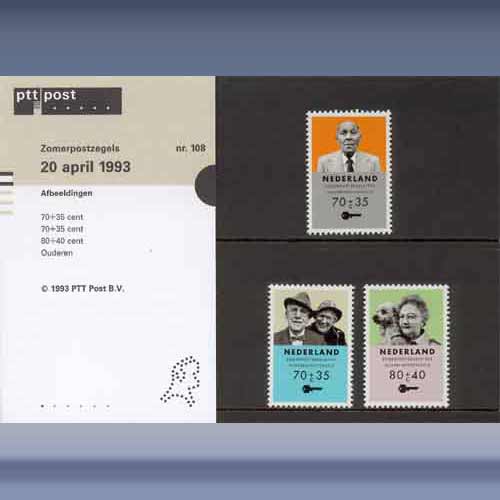 ptt post
Zomerpostzegels nr. 108
20 april 1993
Afbeeldingen
70+35 cent
70+35 cent
80+40 cent
Ouderen
© 1993 PTT Post B.V.
NEDERLAND
70+35
c
NEDERLAND
70+35
c
NEDERLAND
80+40
c